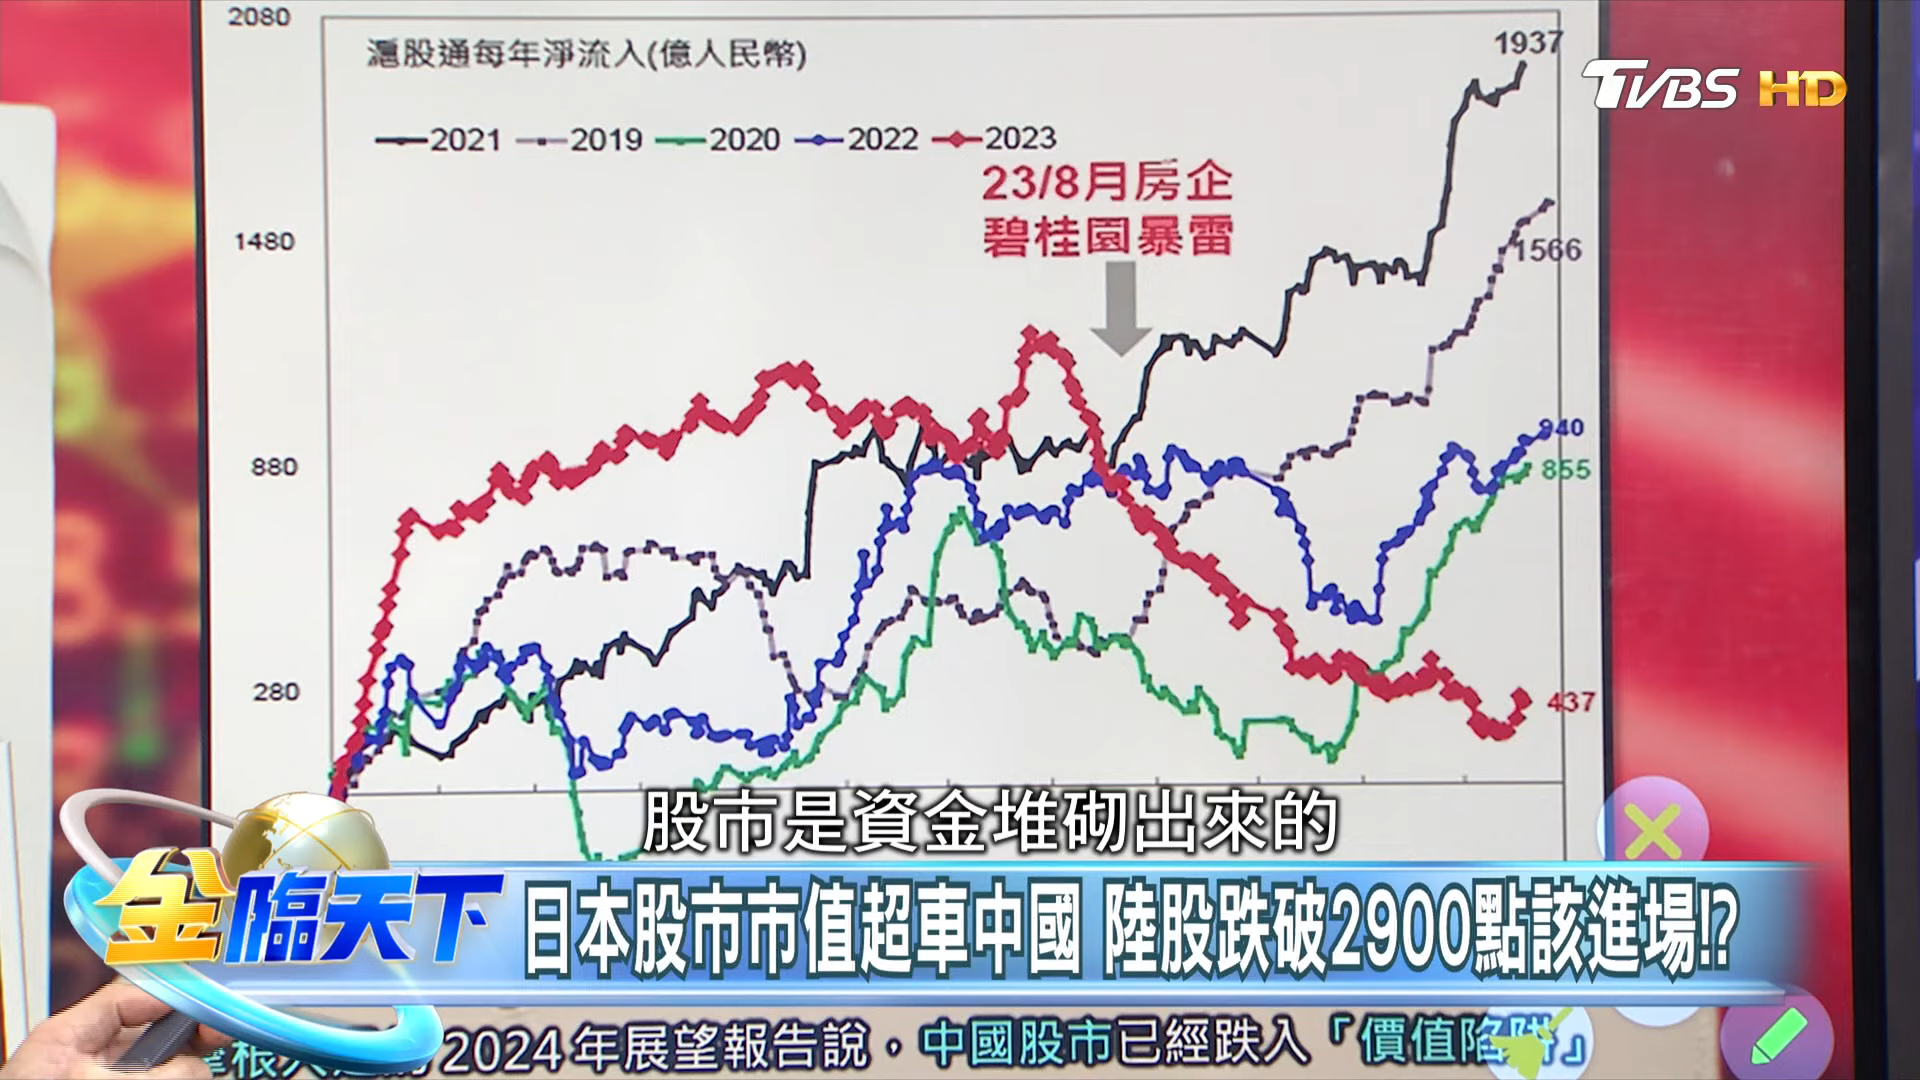 2080
滬股通每年淨流入(億人民幣)
1937
TVBS HD
2021 2019 2020 2022 2023
23/8月房企
碧桂園暴雷
1480
1566
880
940
855
280
437
股市是資金堆砌出來的
金臨天下
日本股市市值超車中國 陸股跌破2900點該進場!?
2024年展望報告說，中國股市已經跌入「價值陷阱」